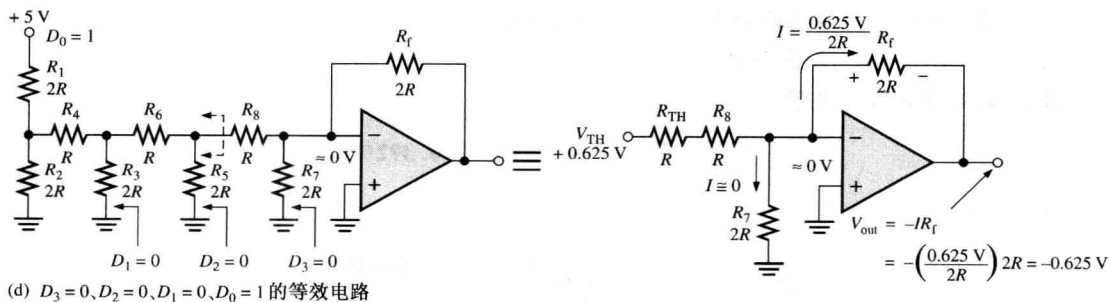 + 5 V
D₀ = 1
R₁
2R
R₄
R
R₆
R
R₈
R
R₂
2R
R₃
2R
R₅
2R
R₇
2R
D₁ = 0
D₂ = 0
D₃ = 0
R_f
2R
≈ 0 V
−
+
≡
I = 0.625 V / 2R
R_f
+ −
2R
V_TH
+ 0.625 V
R_TH
R
R₈
R
I ≅ 0
R₇
2R
≈ 0 V
−
+
V_out = −IR_f
= −(0.625 V / 2R) 2R = −0.625 V
(d) D₃ = 0、D₂ = 0、D₁ = 0、D₀ = 1 的等效电路